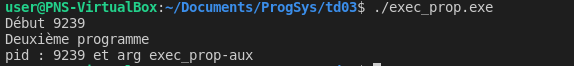 user@PNS-VirtualBox:~/Documents/ProgSys/td03$ ./exec_prop.exe
Début 9239
Deuxième programme
pid : 9239 et arg exec_prop-aux